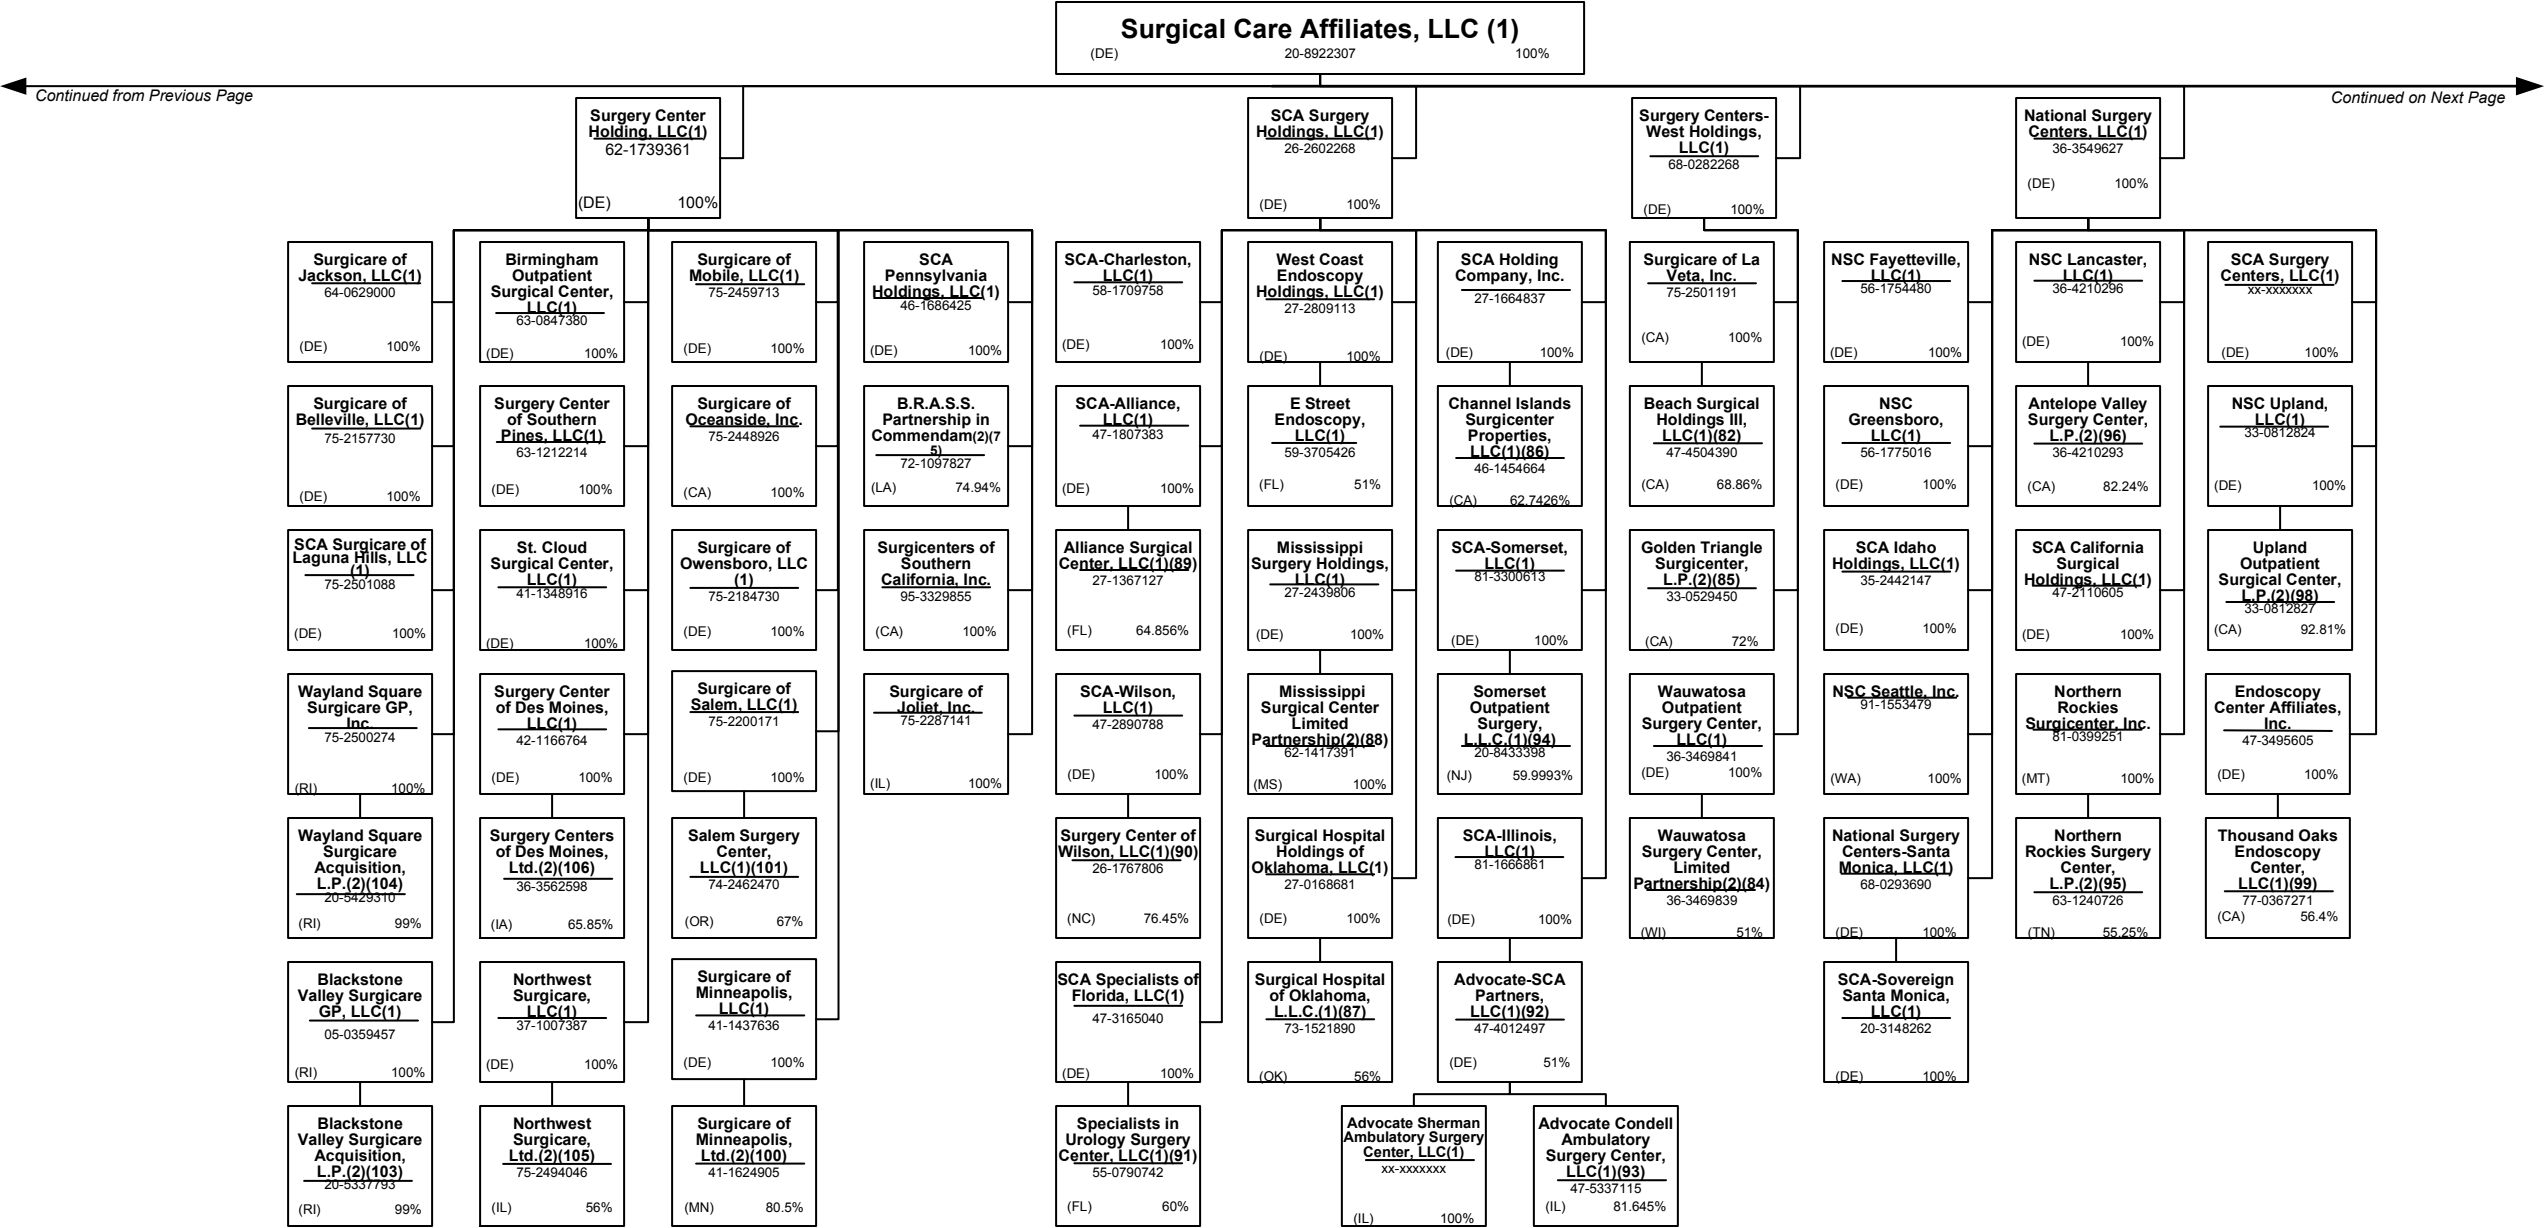 Surgical Care Affiliates, LLC (1)
(DE) 20-8922307 100%
Continued from Previous Page
Continued on Next Page
Surgery Center
Holding, LLC(1)
62-1739361
(DE) 100%
SCA Surgery
Holdings, LLC(1)
26-2602268
(DE) 100%
Surgery Centers-
West Holdings,
LLC(1)
68-0282268
(DE) 100%
National Surgery
Centers, LLC(1)
36-3549627
(DE) 100%
Surgicare of
Jackson, LLC(1)
64-0629000
(DE) 100%
Birmingham
Outpatient
Surgical Center,
LLC(1)
63-0847380
(DE) 100%
Surgicare of
Mobile, LLC(1)
75-2459713
(DE) 100%
SCA
Pennsylvania
Holdings, LLC(1)
46-1686425
(DE) 100%
SCA-Charleston,
LLC(1)
58-1709758
(DE) 100%
West Coast
Endoscopy
Holdings, LLC(1)
27-2809113
(DE) 100%
SCA Holding
Company, Inc.
27-1664837
(DE) 100%
Surgicare of La
Veta, Inc.
75-2501191
(CA) 100%
NSC Fayetteville,
LLC(1)
56-1754480
(DE) 100%
NSC Lancaster,
LLC(1)
36-4210296
(DE) 100%
SCA Surgery
Centers, LLC(1)
xx-xxxxxxx
(DE) 100%
Surgicare of
Belleville, LLC(1)
75-2157730
(DE) 100%
Surgery Center
of Southern
Pines, LLC(1)
63-1212214
(DE) 100%
Surgicare of
Oceanside, Inc.
75-2448926
(CA) 100%
B.R.A.S.S.
Partnership in
Commendam(2)(7
5)
72-1097827
(LA) 74.94%
SCA-Alliance,
LLC(1)
47-1807383
(DE) 100%
E Street
Endoscopy,
LLC(1)
59-3705426
(FL) 51%
Channel Islands
Surgicenter
Properties,
LLC(1)(86)
46-1454664
(CA) 62.7426%
Beach Surgical
Holdings III,
LLC(1)(82)
47-4504390
(CA) 68.86%
NSC
Greensboro,
LLC(1)
56-1775016
(DE) 100%
Antelope Valley
Surgery Center,
L.P.(2)(96)
36-4210293
(CA) 82.24%
NSC Upland,
LLC(1)
33-0812824
(DE) 100%
SCA Surgicare of
Laguna Hills, LLC
(1)
75-2501088
(DE) 100%
St. Cloud
Surgical Center,
LLC(1)
41-1348916
(DE) 100%
Surgicare of
Owensboro, LLC
(1)
75-2184730
(DE) 100%
Surgicenters of
Southern
California, Inc.
95-3329855
(CA) 100%
Alliance Surgical
Center, LLC(1)(89)
27-1367127
(FL) 64.856%
Mississippi
Surgery Holdings,
LLC(1)
27-2439806
(DE) 100%
SCA-Somerset,
LLC(1)
81-3300613
(DE) 100%
Golden Triangle
Surgicenter,
L.P.(2)(85)
33-0529450
(CA) 72%
SCA Idaho
Holdings, LLC(1)
35-2442147
(DE) 100%
SCA California
Surgical
Holdings, LLC(1)
47-2110605
(DE) 100%
Upland
Outpatient
Surgical Center,
L.P.(2)(98)
33-0812827
(CA) 92.81%
Wayland Square
Surgicare GP,
Inc.
75-2500274
(RI) 100%
Surgery Center
of Des Moines,
LLC(1)
42-1166764
(DE) 100%
Surgicare of
Salem, LLC(1)
75-2200171
(DE) 100%
Surgicare of
Joliet, Inc.
75-2287141
(IL) 100%
SCA-Wilson,
LLC(1)
47-2890788
(DE) 100%
Mississippi
Surgical Center
Limited
Partnership(2)(88)
62-1417391
(MS) 100%
Somerset
Outpatient
Surgery,
L.L.C.(1)(94)
20-8433398
(NJ) 59.9993%
Wauwatosa
Outpatient
Surgery Center,
LLC(1)
36-3469841
(DE) 100%
NSC Seattle, Inc.
91-1553479
(WA) 100%
Northern
Rockies
Surgicenter, Inc.
81-0399251
(MT) 100%
Endoscopy
Center Affiliates,
Inc.
47-3495605
(DE) 100%
Wayland Square
Surgicare
Acquisition,
L.P.(2)(104)
20-5429310
(RI) 99%
Surgery Centers
of Des Moines,
Ltd.(2)(106)
36-3562598
(IA) 65.85%
Salem Surgery
Center,
LLC(1)(101)
74-2462470
(OR) 67%
Surgery Center of
Wilson, LLC(1)(90)
26-1767806
(NC) 76.45%
Surgical Hospital
Holdings of
Oklahoma, LLC(1)
27-0168681
(DE) 100%
SCA-Illinois,
LLC(1)
81-1666861
(DE) 100%
Wauwatosa
Surgery Center,
Limited
Partnership(2)(84)
36-3469839
(WI) 51%
National Surgery
Centers-Santa
Monica, LLC(1)
68-0293690
(DE) 100%
Northern
Rockies Surgery
Center,
L.P.(2)(95)
63-1240726
(TN) 55.25%
Thousand Oaks
Endoscopy
Center,
LLC(1)(99)
77-0367271
(CA) 56.4%
Blackstone
Valley Surgicare
GP, LLC(1)
05-0359457
(RI) 100%
Northwest
Surgicare,
LLC(1)
37-1007387
(DE) 100%
Surgicare of
Minneapolis,
LLC(1)
41-1437636
(DE) 100%
SCA Specialists of
Florida, LLC(1)
47-3165040
(DE) 100%
Surgical Hospital
of Oklahoma,
L.L.C.(1)(87)
73-1521890
(OK) 56%
Advocate-SCA
Partners,
LLC(1)(92)
47-4012497
(DE) 51%
SCA-Sovereign
Santa Monica,
LLC(1)
20-3148262
(DE) 100%
Blackstone
Valley Surgicare
Acquisition,
L.P.(2)(103)
20-5337793
(RI) 99%
Northwest
Surgicare,
Ltd.(2)(105)
75-2494046
(IL) 56%
Surgicare of
Minneapolis,
Ltd.(2)(100)
41-1624905
(MN) 80.5%
Specialists in
Urology Surgery
Center, LLC(1)(91)
55-0790742
(FL) 60%
Advocate Sherman
Ambulatory Surgery
Center, LLC(1)
xx-xxxxxxx
(IL) 100%
Advocate Condell
Ambulatory
Surgery Center,
LLC(1)(93)
47-5337115
(IL) 81.645%